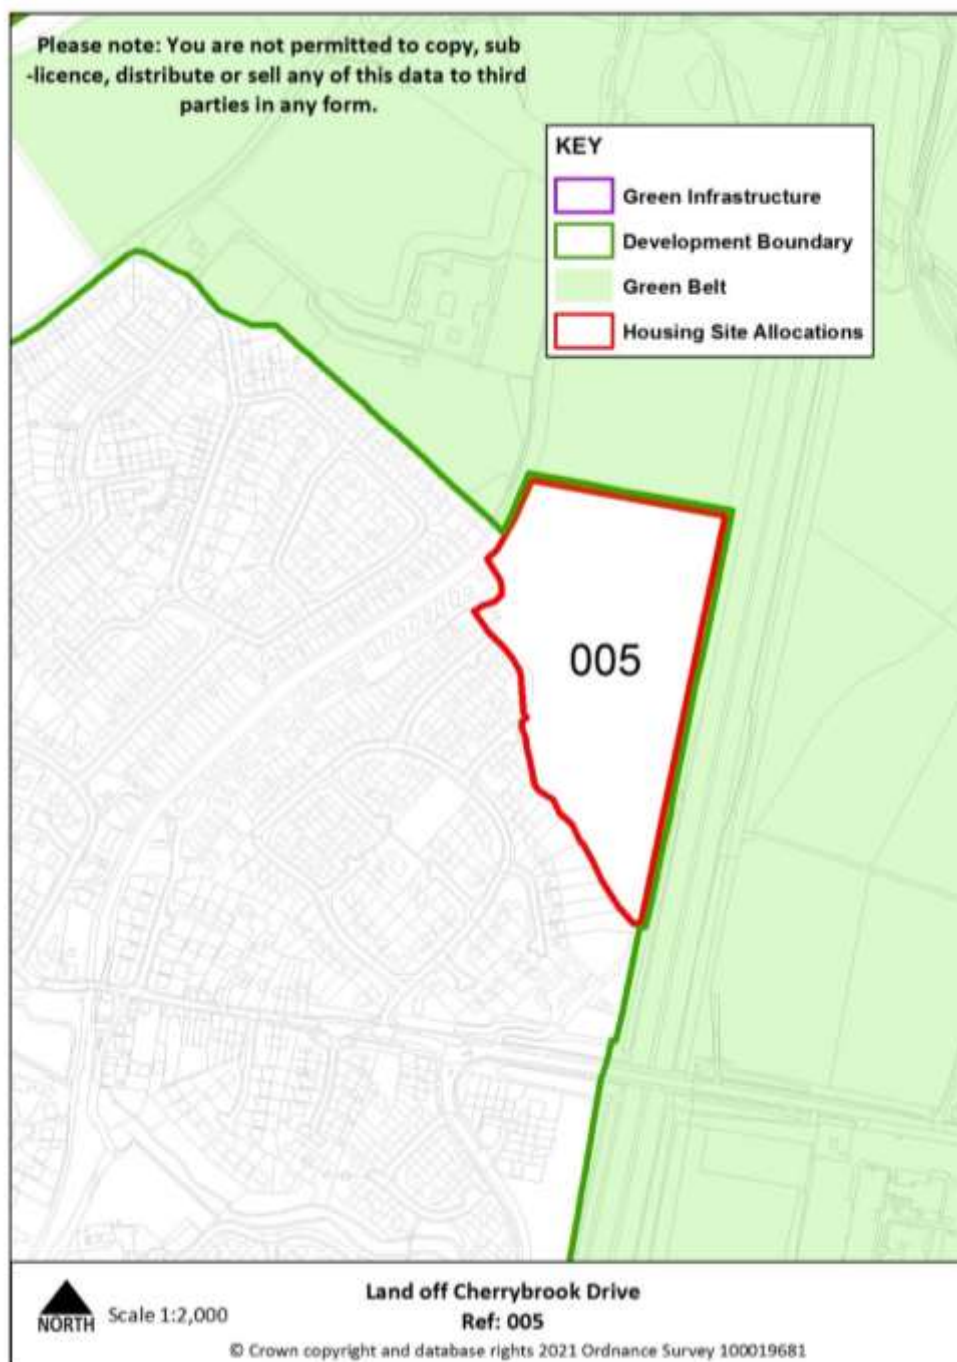 Please note: You are not permitted to copy, sub
-licence, distribute or sell any of this data to third
parties in any form.
KEY
Green Infrastructure
Development Boundary
Green Belt
Housing Site Allocations
005
NORTH
Scale 1:2,000
Land off Cherrybrook Drive
Ref: 005
© Crown copyright and database rights 2021 Ordnance Survey 100019681